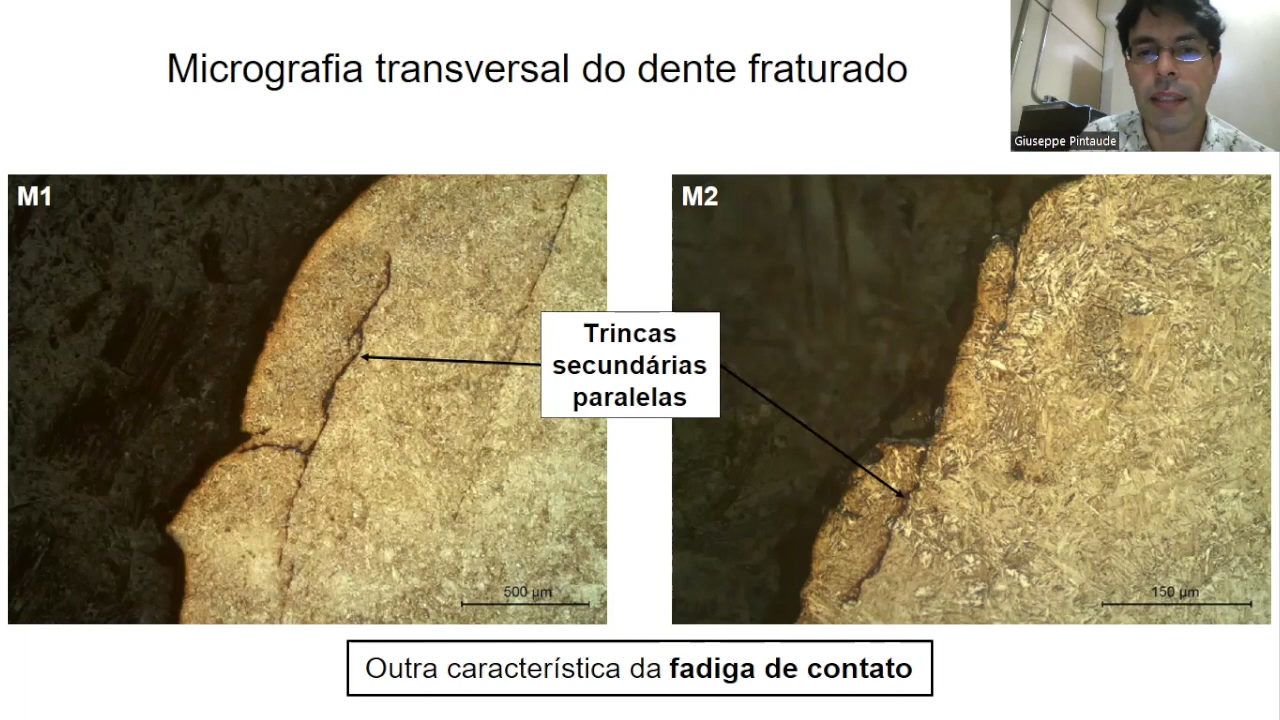 Micrografia transversal do dente fraturado
Giuseppe Pintaude
M1
M2
Trincas
secundárias
paralelas
500 µm
150 µm
Outra característica da fadiga de contato